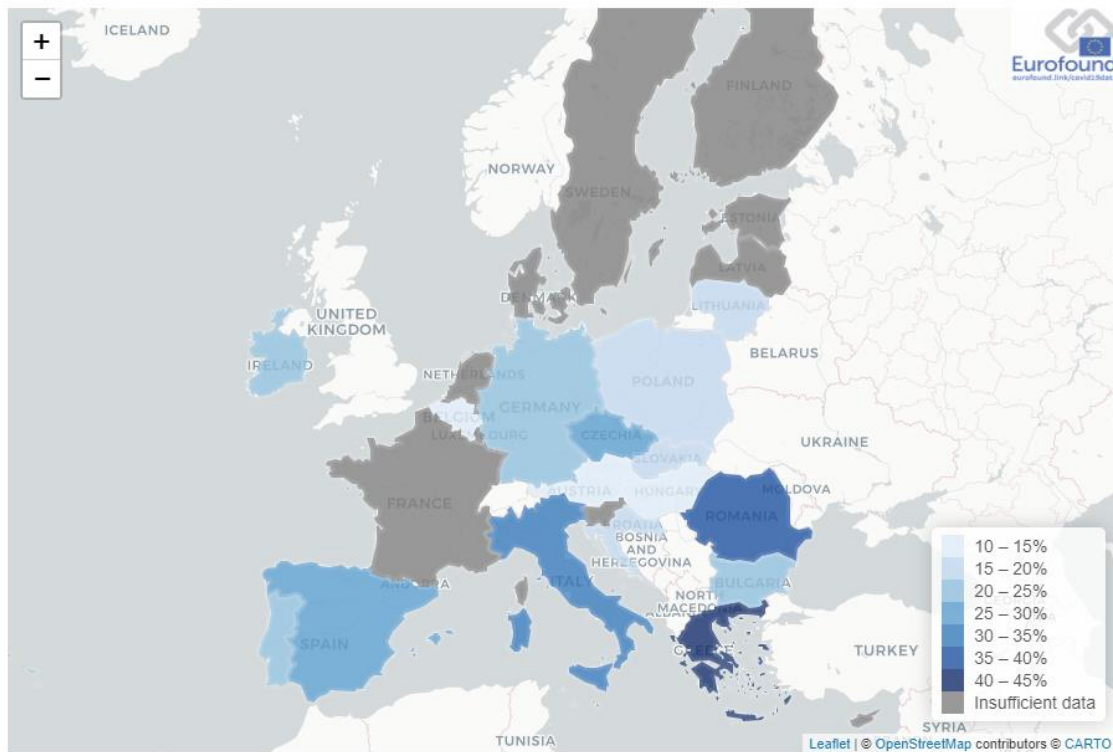 +
ICELAND
−
Eurofound
eurofound.link/covid19data
FINLAND
NORWAY
SWEDEN
ESTONIA
LATVIA
DENMARK
LITHUANIA
UNITED
KINGDOM
IRELAND
BELARUS
NETHERLANDS
POLAND
GERMANY
BELGIUM
LUXEMBOURG
CZECHIA
UKRAINE
SLOVAKIA
FRANCE
AUSTRIA
HUNGARY
MOLDOVA
ROMANIA
CROATIA
BOSNIA
AND
HERZEGOVINA
ANDORRA
ITALY
BULGARIA
NORTH
MACEDONIA
SPAIN
GREECE
TURKEY
TUNISIA
SYRIA
10 – 15%
15 – 20%
20 – 25%
25 – 30%
30 – 35%
35 – 40%
40 – 45%
Insufficient data
Leaflet | © OpenStreetMap contributors © CARTO